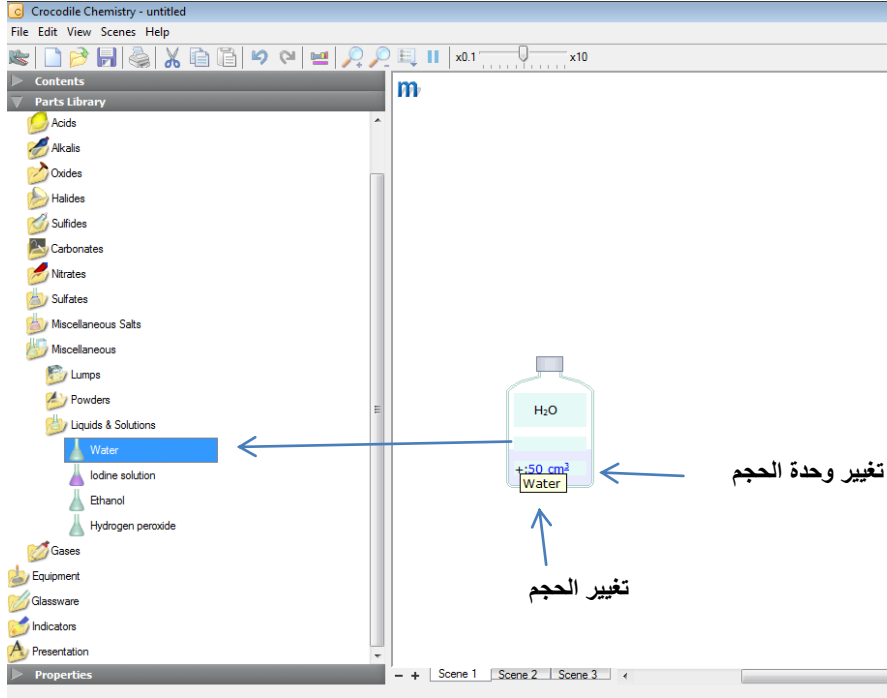 Crocodile Chemistry - untitled
File Edit View Scenes Help
x0.1 x10
Contents
Parts Library
Acids
Alkalis
Oxides
Halides
Sulfides
Carbonates
Nitrates
Sulfates
Miscellaneous Salts
Miscellaneous
Lumps
Powders
Liquids & Solutions
Water
Iodine solution
Ethanol
Hydrogen peroxide
Gases
Equipment
Glassware
Indicators
Presentation
Properties
m
H₂O
50 cm³
Water
تغيير وحدة الحجم
تغيير الحجم
Scene 1 Scene 2 Scene 3